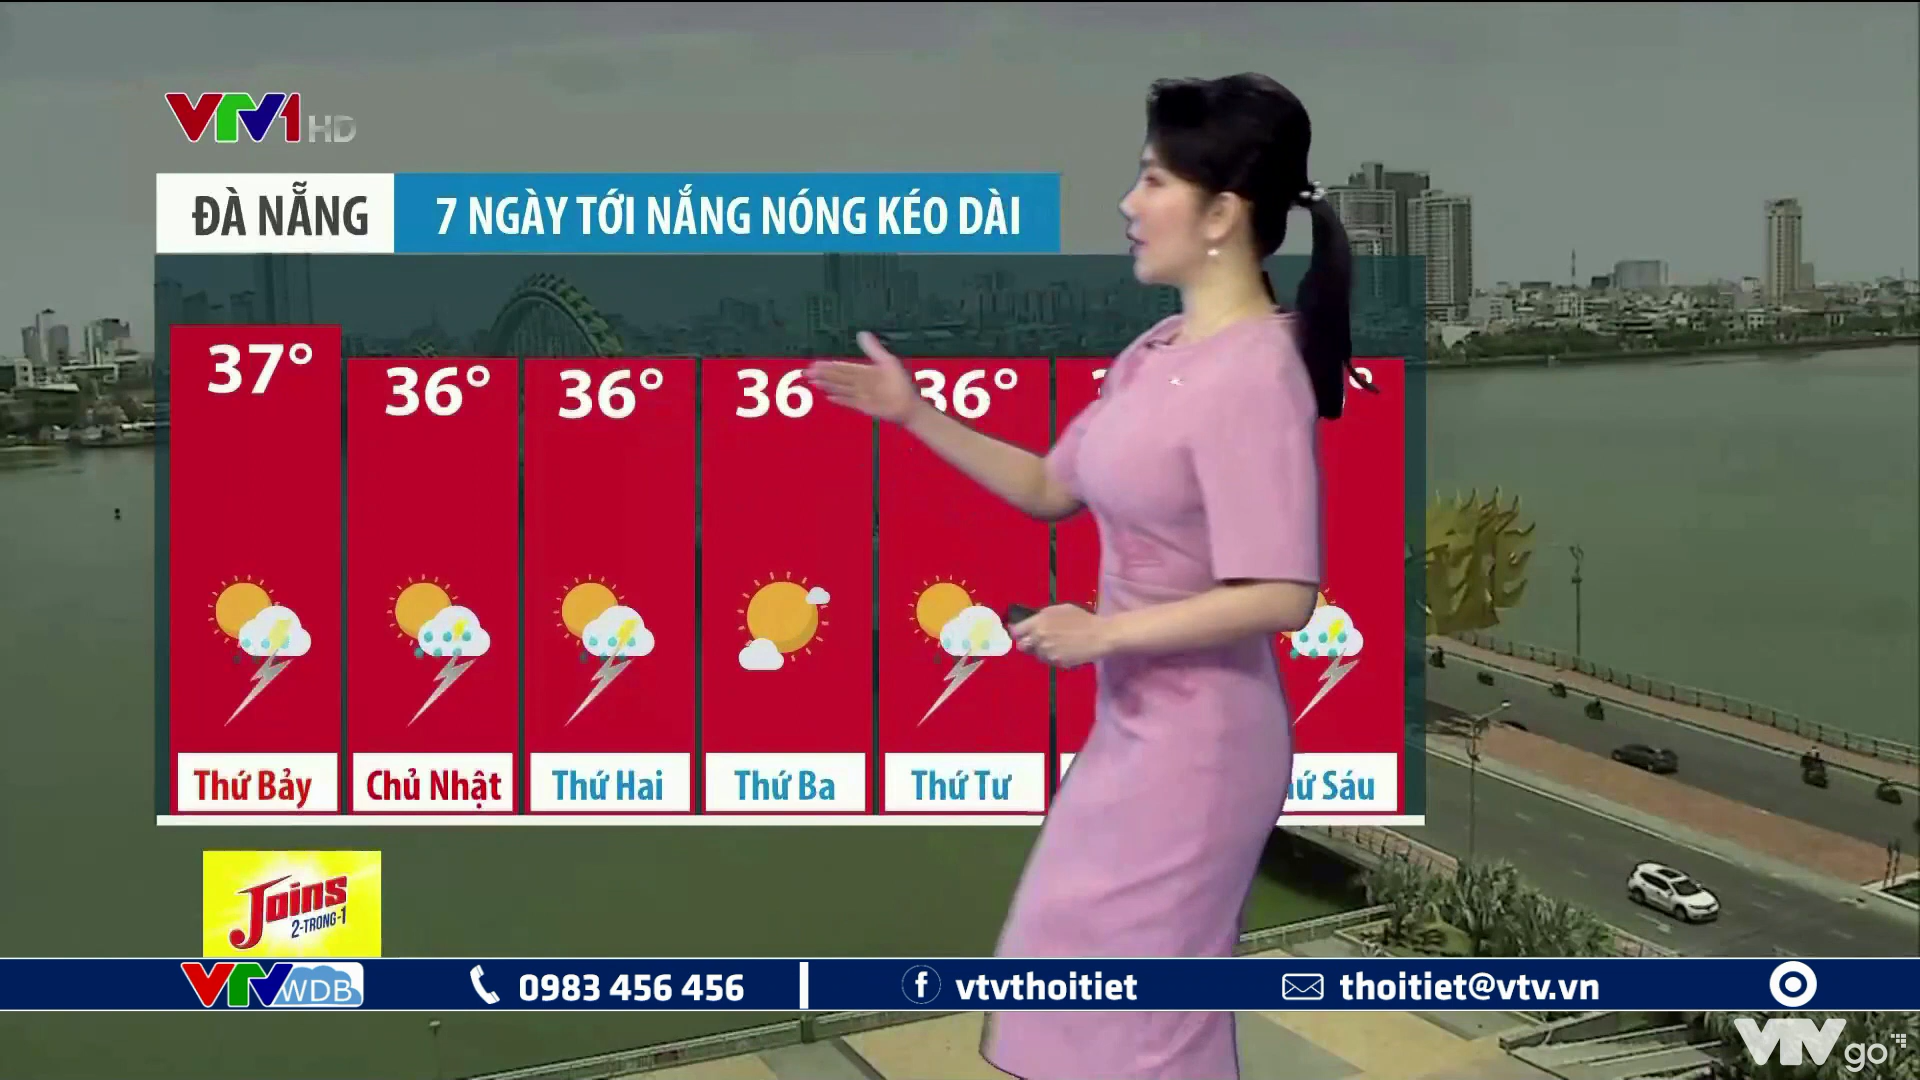 VTV1 HD
ĐÀ NẴNG 7 NGÀY TỚI NẮNG NÓNG KÉO DÀI
37° 36° 36° 36 36°
Thứ Bảy Chủ Nhật Thứ Hai Thứ Ba Thứ Tư Sáu
Joins
2-TRONG-1
VTV WDB 0983 456 456 vtvthoitiet thoitiet@vtv.vn
VTV go